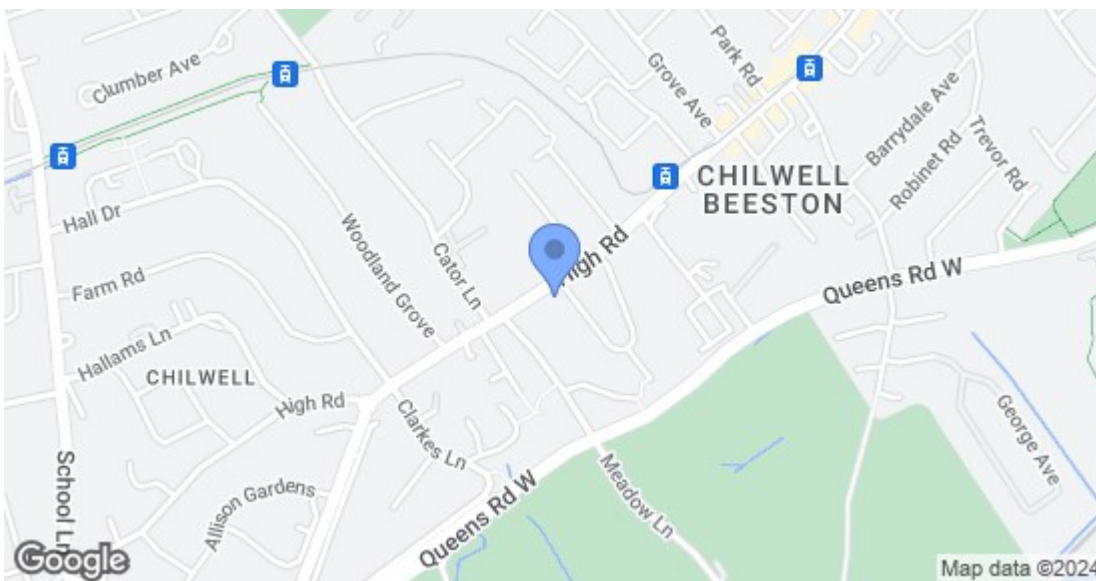 Clumber Ave
Park Rd
Grove Ave
Barrydale Ave
Trevor Rd
Robinet Rd
CHILWELL
BEESTON
Hall Dr
Woodland Grove
Cator Ln
High Rd
Farm Rd
Queens Rd W
Hallams Ln
CHILWELL
High Rd
Clarkes Ln
George Ave
School Ln
Allison Gardens
Meadow Ln
Queens Rd W
Google
Map data ©2024